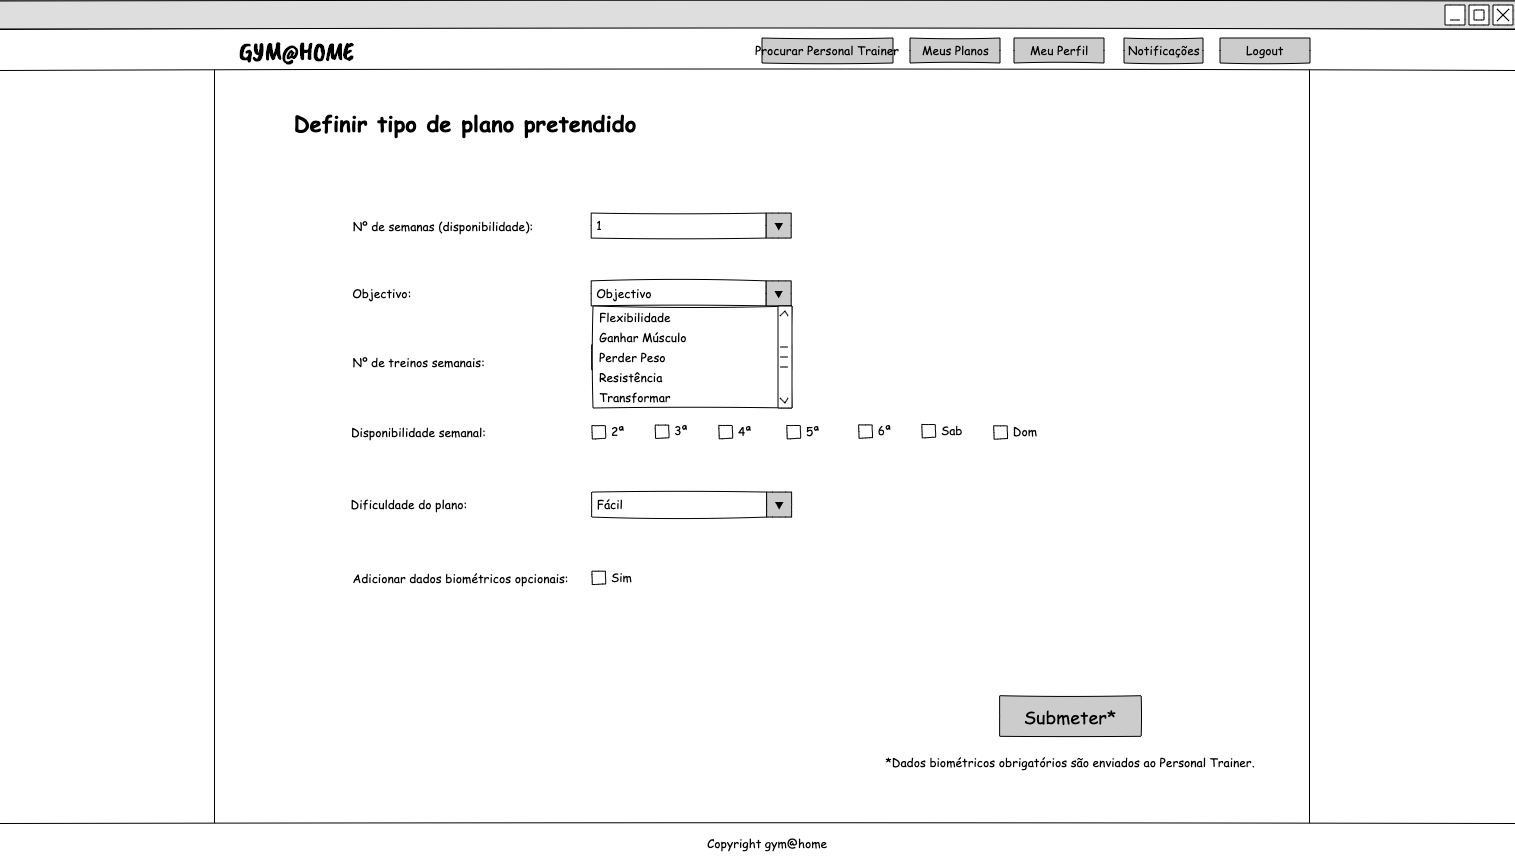 GYM@HOME
Procurar Personal Trainer
Meus Planos
Meu Perfil
Notificações
Logout
Definir tipo de plano pretendido
Nº de semanas (disponibilidade):
1
Objectivo:
Objectivo
Flexibilidade
Ganhar Músculo
Perder Peso
Resistência
Transformar
Nº de treinos semanais:
Disponibilidade semanal:
2ª
3ª
4ª
5ª
6ª
Sab
Dom
Dificuldade do plano:
Fácil
Adicionar dados biométricos opcionais:
Sim
Submeter*
*Dados biométricos obrigatórios são enviados ao Personal Trainer.
Copyright gym@home